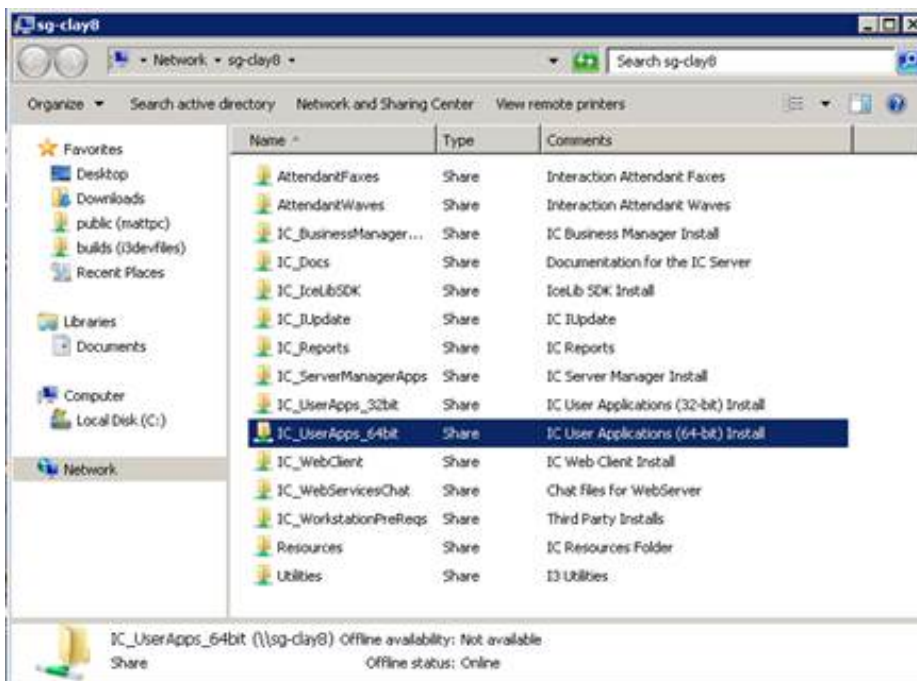 sg-clay8
Network sg-clay8 Search sg-clay8
Organize Search active directory Network and Sharing Center View remote printers
Favorites
Desktop
Downloads
public (mattpc)
builds (i3devfiles)
Recent Places
Libraries
Documents
Computer
Local Disk (C:)
Network
Name Type Comments
AttendantFaxes Share Interaction Attendant Faxes
AttendantWaves Share Interaction Attendant Waves
IC_BusinessManager... Share IC Business Manager Install
IC_Docs Share Documentation for the IC Server
IC_IceLibSDK Share IceLib SDK Install
IC_IUpdate Share IC IUpdate
IC_Reports Share IC Reports
IC_ServerManagerApps Share IC Server Manager Install
IC_UserApps_32bit Share IC User Applications (32-bit) Install
IC_UserApps_64bit Share IC User Applications (64-bit) Install
IC_WebClient Share IC Web Client Install
IC_WebServicesChat Share Chat files for WebServer
IC_WorkstationPreReqs Share Third Party Installs
Resources Share IC Resources Folder
Utilities Share I3 Utilities
IC_UserApps_64bit (\\sg-clay8) Offline availability: Not available
Share Offline status: Online